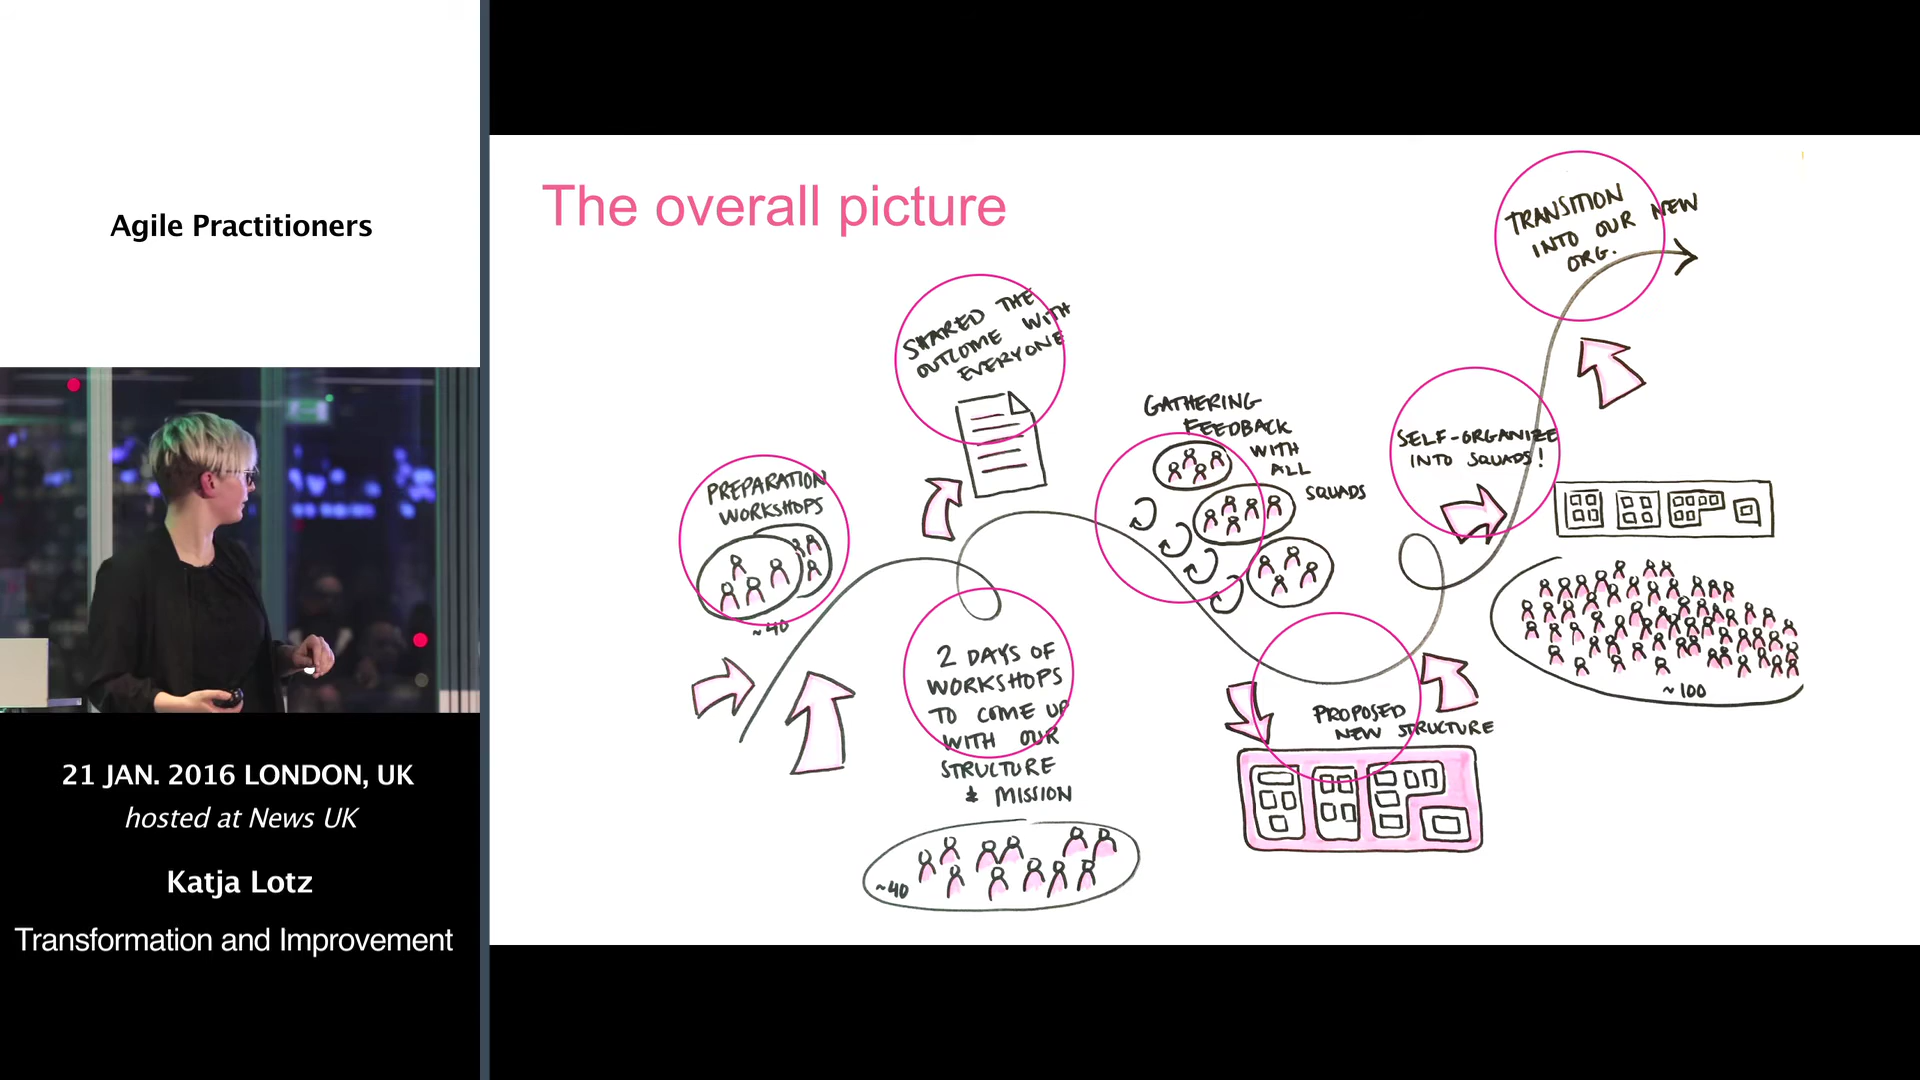 Agile Practitioners
21 JAN. 2016 LONDON, UK
hosted at News UK
Katja Lotz
Transformation and Improvement
The overall picture
PREPARATION
WORKSHOPS
~40
SHARED THE
OUTCOME WITH
EVERYONE
2 DAYS OF
WORKSHOPS
TO COME UP
WITH OUR
STRUCTURE
& MISSION
~40
GATHERING
FEEDBACK
WITH
ALL
SQUADS
PROPOSED
NEW STRUCTURE
SELF-ORGANIZE
INTO SQUADS!
~100
TRANSITION
INTO OUR NEW
ORG.